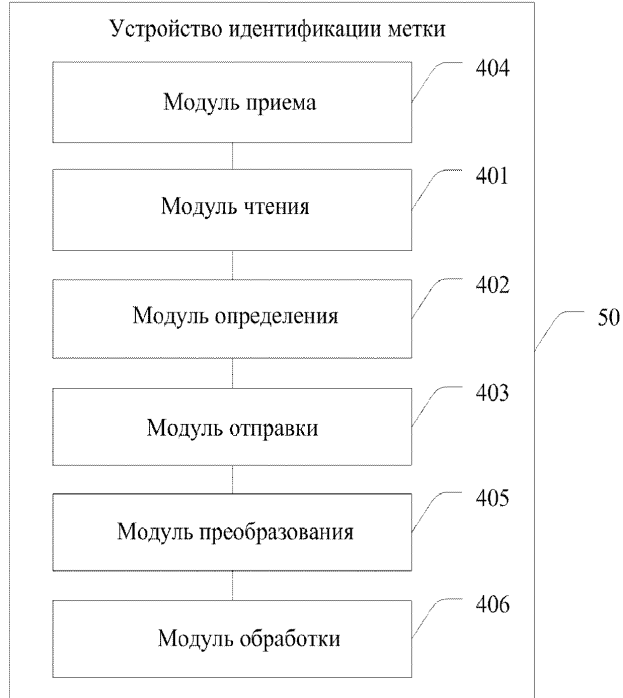 Устройство идентификации метки
404
Модуль приема
401
Модуль чтения
402
Модуль определения
50
403
Модуль отправки
405
Модуль преобразования
406
Модуль обработки